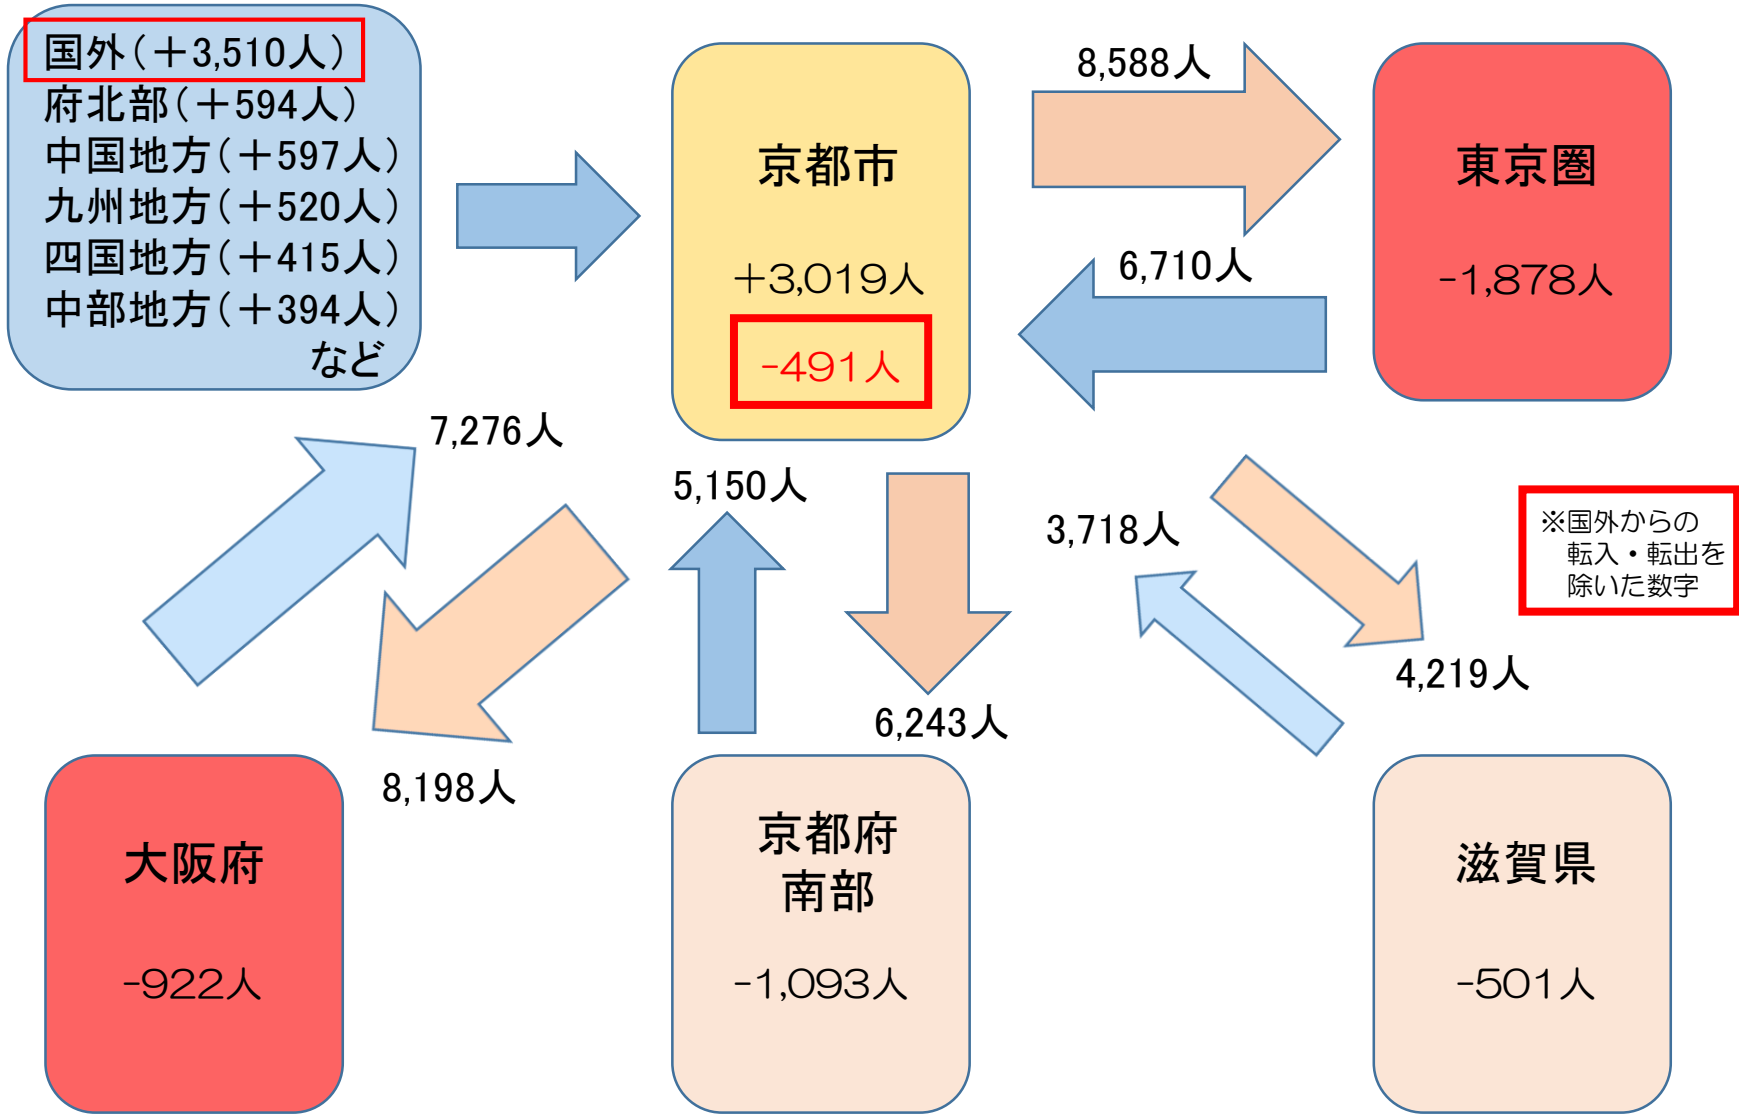 国外（＋3,510人）
府北部（＋594人）
中国地方（＋597人）
九州地方（＋520人）
四国地方（＋415人）
中部地方（＋394人）
など
京都市
＋3,019人
-491人
8,588人
6,710人
東京圏
-1,878人
7,276人
8,198人
5,150人
6,243人
3,718人
4,219人
※国外からの
転入・転出を
除いた数字
大阪府
-922人
京都府
南部
-1,093人
滋賀県
-501人